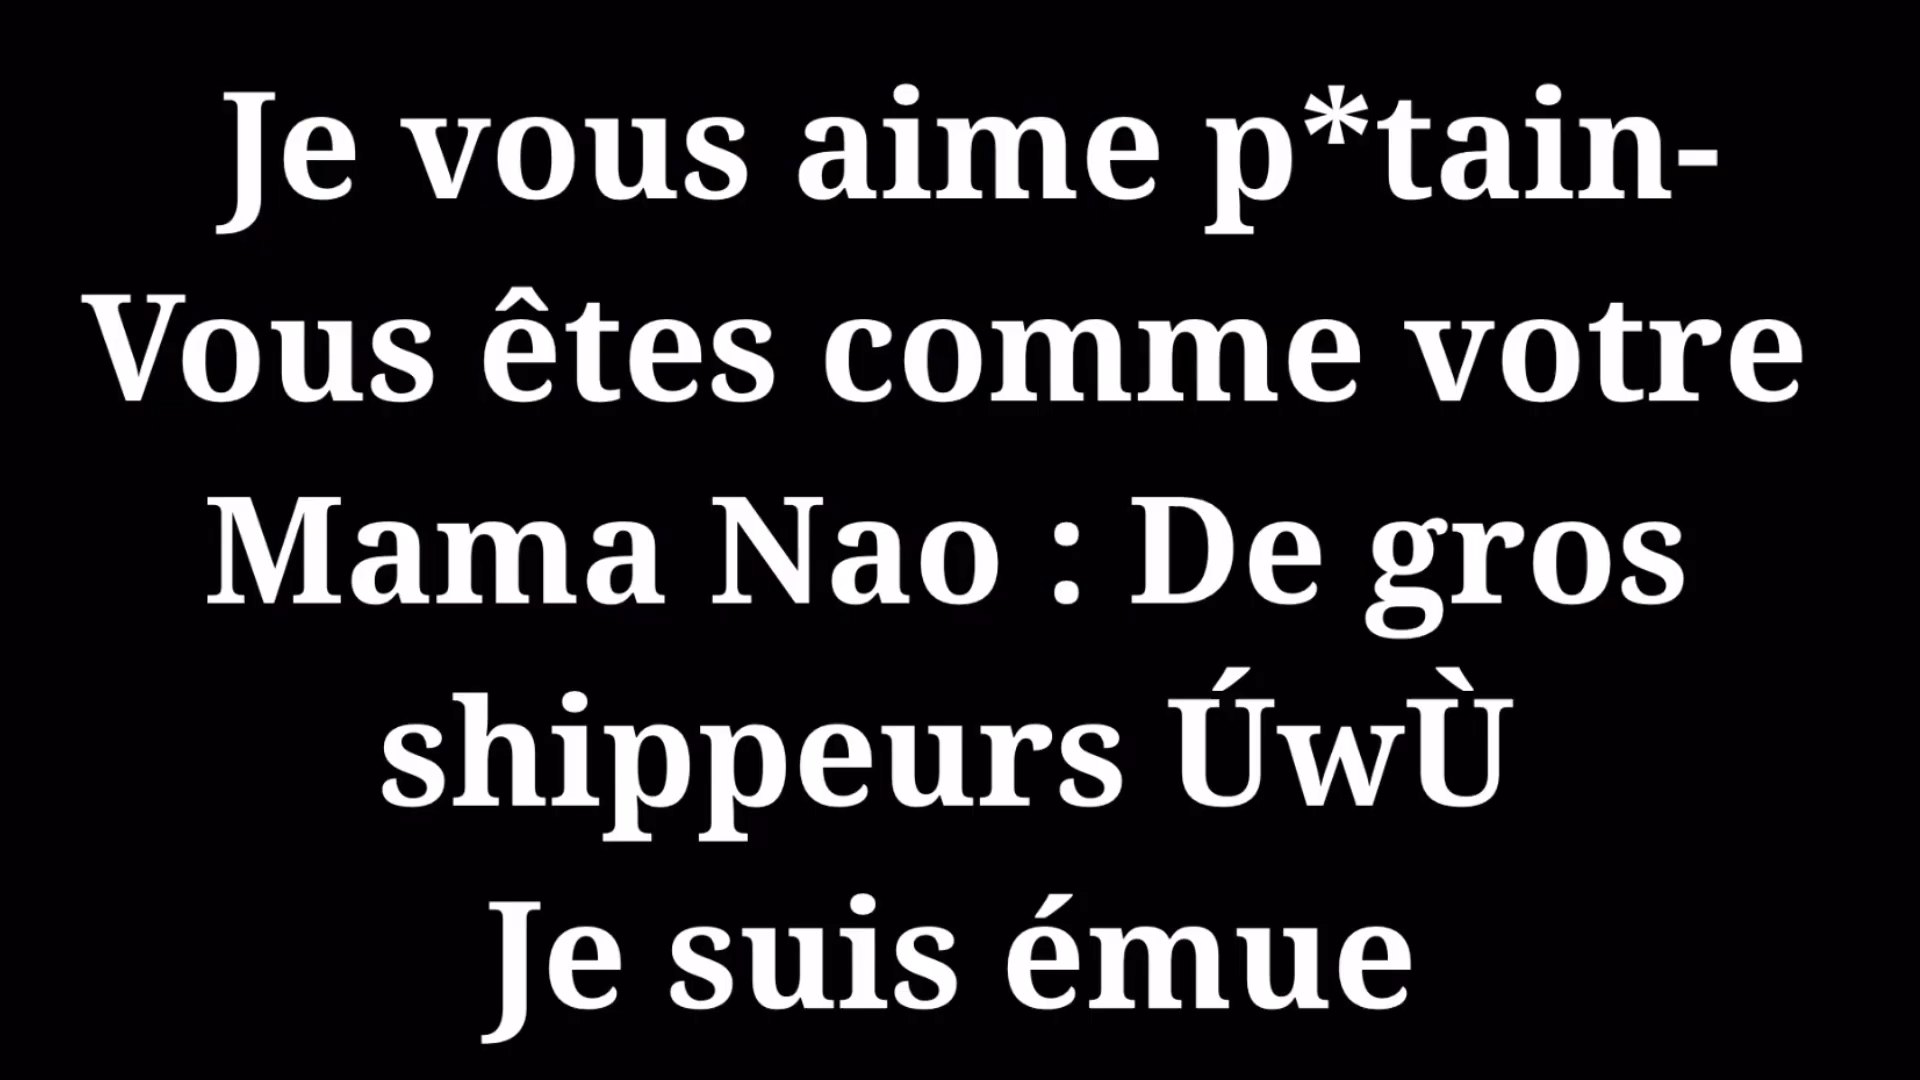 Je vous aime p*tain-
Vous êtes comme votre
Mama Nao : De gros
shippeurs ÚwÙ
Je suis émue